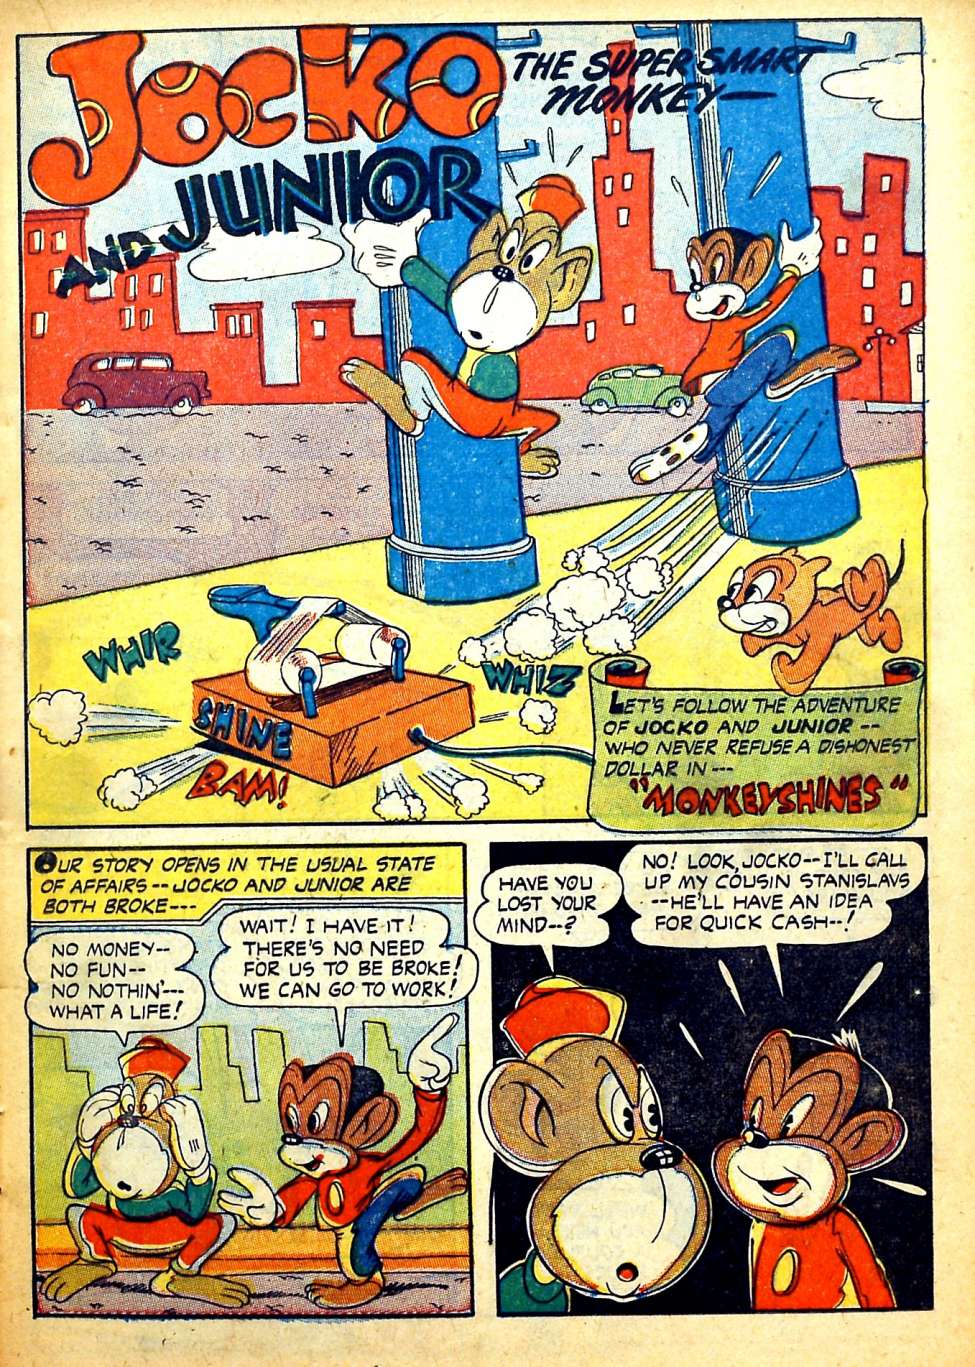 JOCKO
AND JUNIOR
THE SUPER SMART
MONKEY—
WHIR
WHIZ
SHINE
BAM!
LET'S FOLLOW THE ADVENTURE
OF JOCKO AND JUNIOR --
WHO NEVER REFUSE A DISHONEST
DOLLAR IN ---
"MONKEYSHINES"
OUR STORY OPENS IN THE USUAL STATE
OF AFFAIRS -- JOCKO AND JUNIOR ARE
BOTH BROKE ---
NO MONEY--
NO FUN--
NO NOTHIN'---
WHAT A LIFE!
WAIT! I HAVE IT!
THERE'S NO NEED
FOR US TO BE BROKE!
WE CAN GO TO WORK!
HAVE YOU
LOST YOUR
MIND--?
NO! LOOK, JOCKO-- I'LL CALL
UP MY COUSIN STANISLAVS
--HE'LL HAVE AN IDEA
FOR QUICK CASH--!